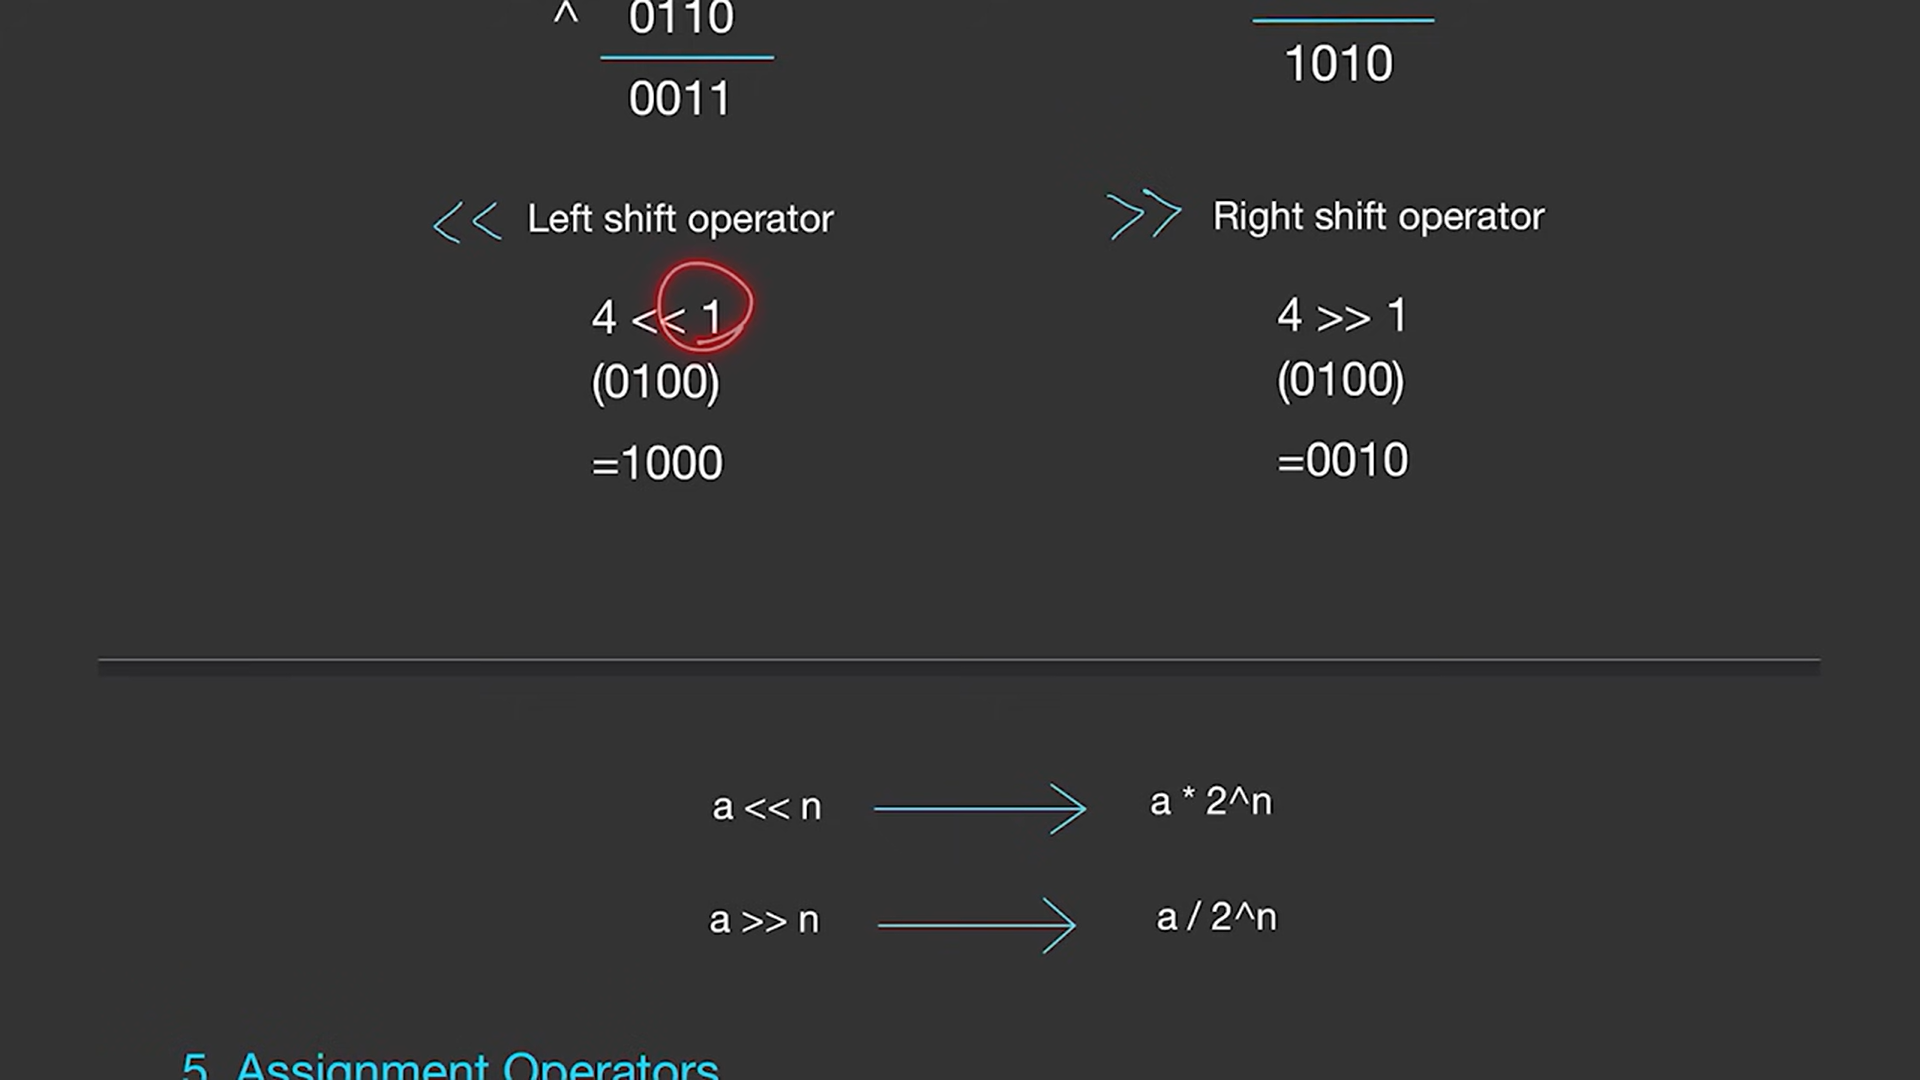 ^ 0110
0011
1010
<< Left shift operator
4 << 1
(0100)
=1000
>> Right shift operator
4 >> 1
(0100)
=0010
a << n → a * 2^n
a >> n → a / 2^n
5. Assignment Operators